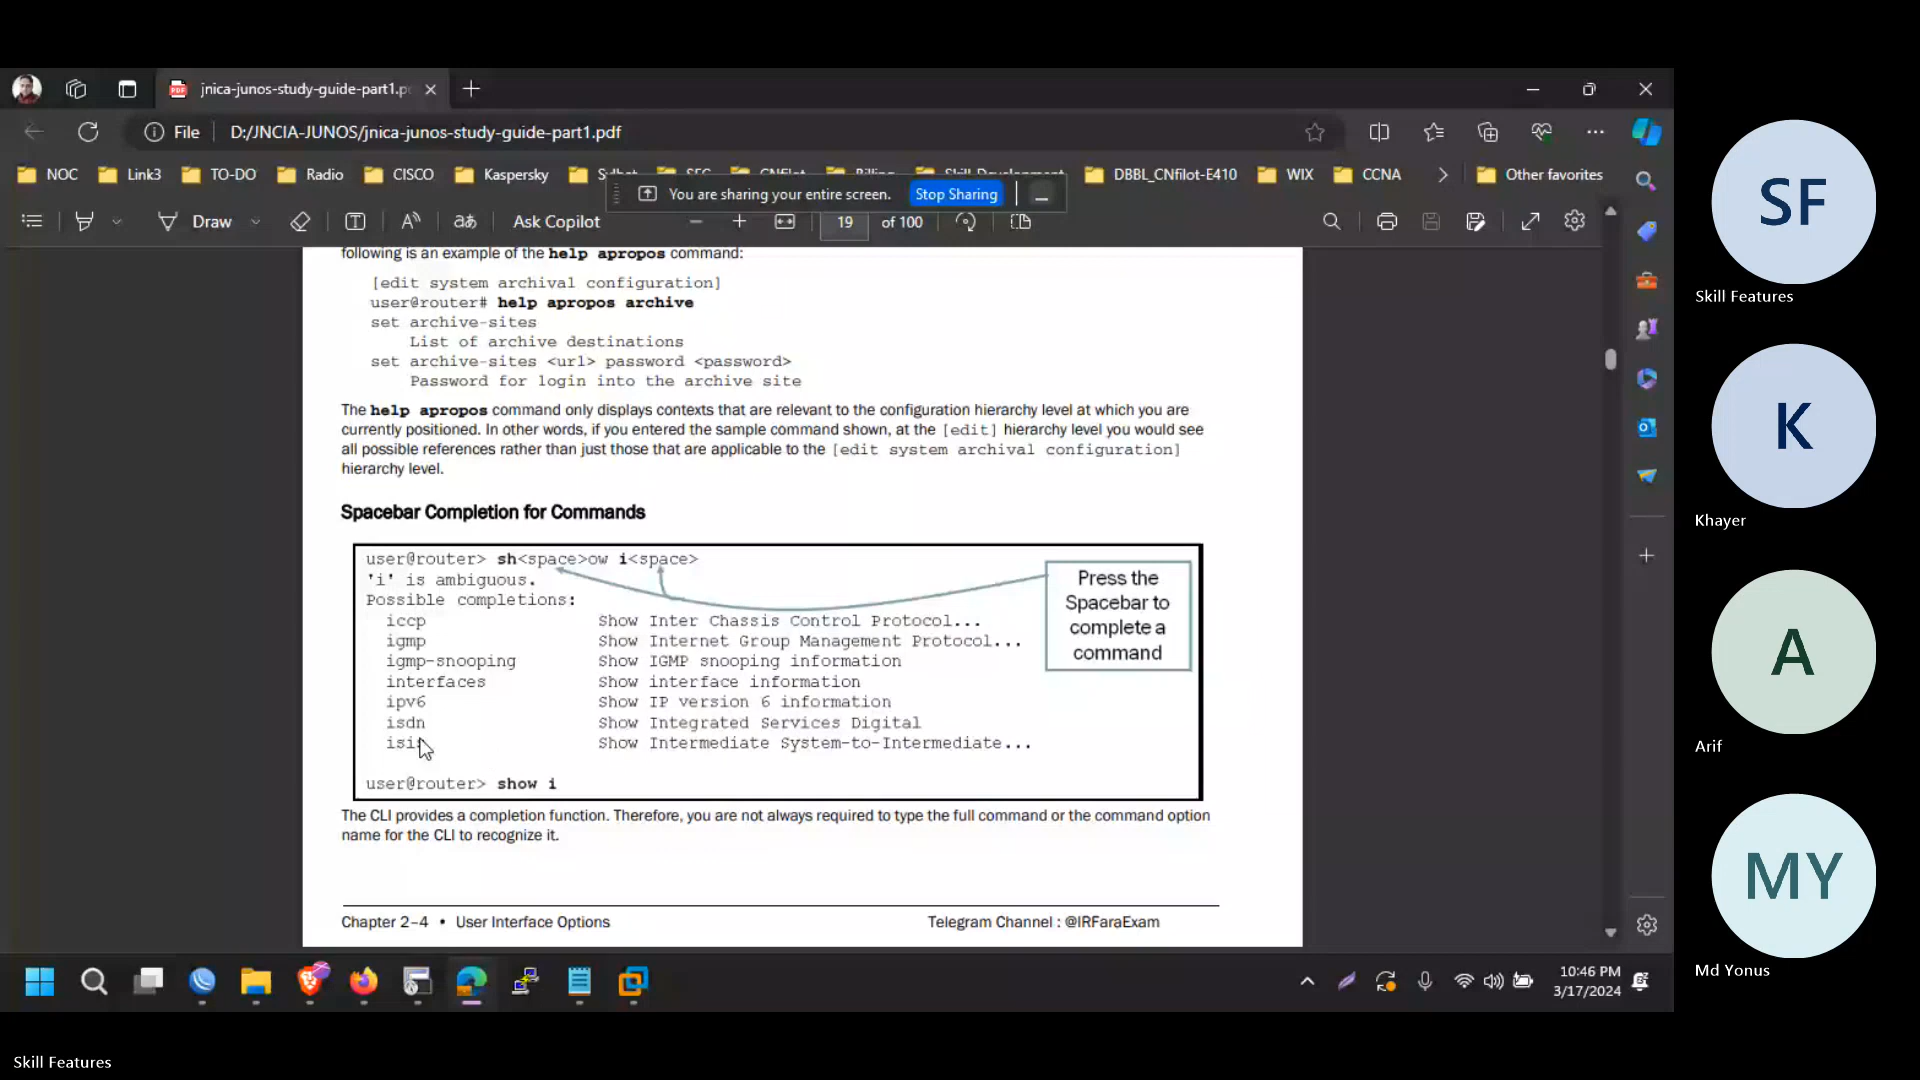 jnica-junos-study-guide-part1.p
File D:/JNCIA-JUNOS/jnica-junos-study-guide-part1.pdf
NOC Link3 TO-DO Radio CISCO Kaspersky DBBL_CNfilot-E410 WIX CCNA Other favorites
You are sharing your entire screen. Stop Sharing
Draw Ask Copilot 19 of 100
following is an example of the help apropos command:
[edit system archival configuration]
user@router# help apropos archive
set archive-sites
List of archive destinations
set archive-sites <url> password <password>
Password for login into the archive site
The help apropos command only displays contexts that are relevant to the configuration hierarchy level at which you are
currently positioned. In other words, if you entered the sample command shown, at the [edit] hierarchy level you would see
all possible references rather than just those that are applicable to the [edit system archival configuration]
hierarchy level.
Spacebar Completion for Commands
user@router> sh<space>ow i<space>
'i' is ambiguous.
Possible completions:
iccp Show Inter Chassis Control Protocol...
igmp Show Internet Group Management Protocol...
igmp-snooping Show IGMP snooping information
interfaces Show interface information
ipv6 Show IP version 6 information
isdn Show Integrated Services Digital
isis Show Intermediate System-to-Intermediate...
user@router> show i
Press the
Spacebar to
complete a
command
The CLI provides a completion function. Therefore, you are not always required to type the full command or the command option
name for the CLI to recognize it.
Chapter 2–4 • User Interface Options Telegram Channel : @IRFaraExam
10:46 PM
3/17/2024
SF
Skill Features
K
Khayer
A
Arif
MY
Md Yonus
Skill Features